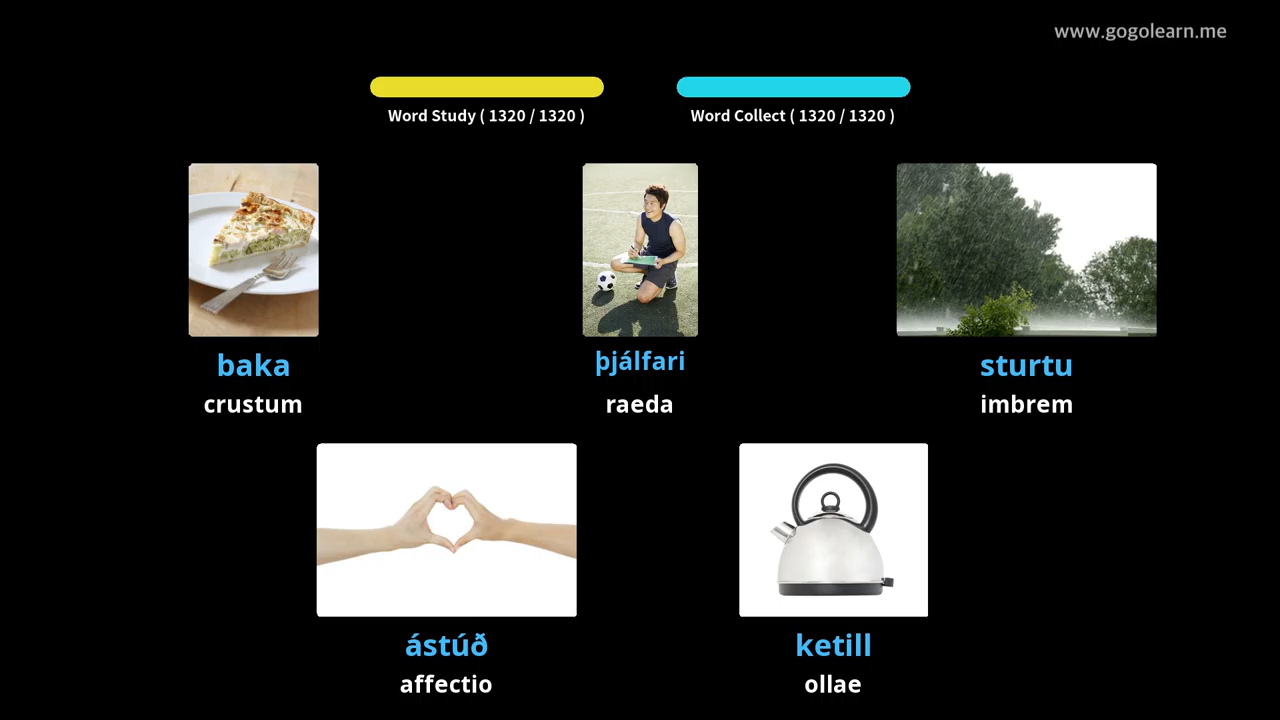 www.gogolearn.me
Word Study ( 1320 / 1320 )
Word Collect ( 1320 / 1320 )
baka
crustum
þjálfari
raeda
sturtu
imbrem
ástúð
affectio
ketill
ollae